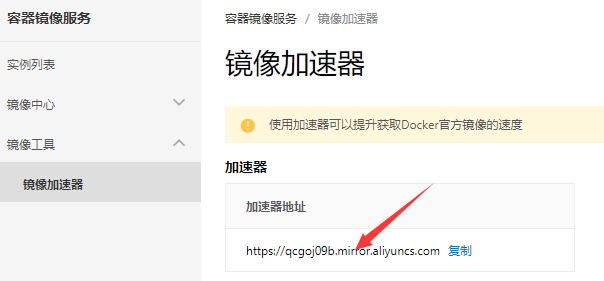 容器镜像服务
实例列表
镜像中心
镜像工具
镜像加速器
容器镜像服务 / 镜像加速器
镜像加速器
使用加速器可以提升获取Docker官方镜像的速度
加速器
加速器地址
https://qcgoj09b.mirror.aliyuncs.com 复制